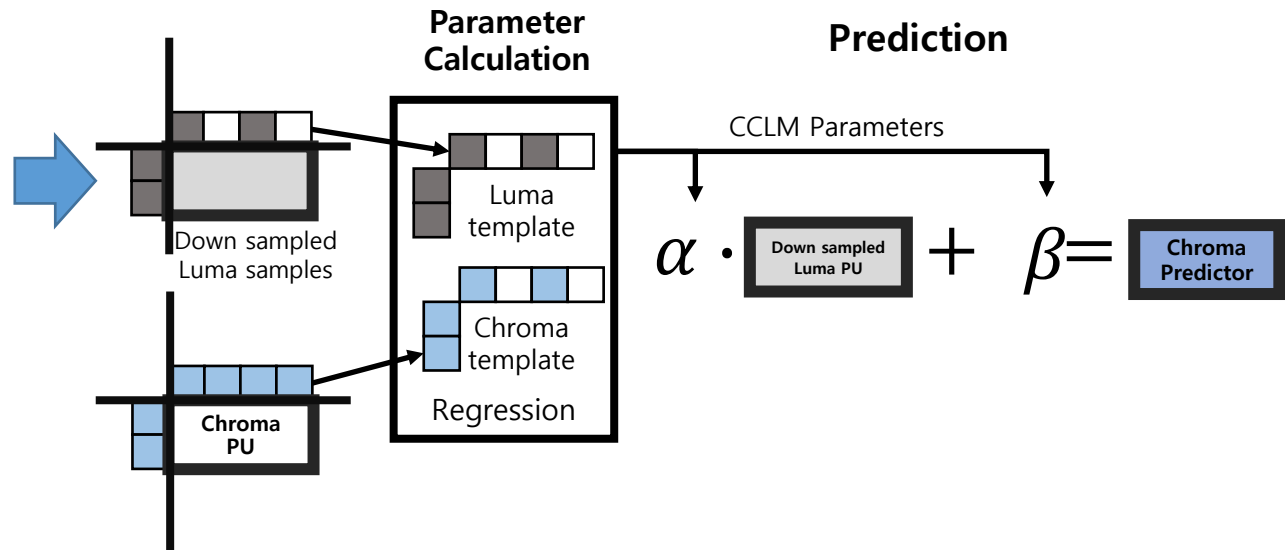 Parameter
Calculation
Prediction
CCLM Parameters
Luma
template
Down sampled
Luma samples
α · Down sampled
Luma PU + β= Chroma
Predictor
Chroma
template
Regression
Chroma
PU